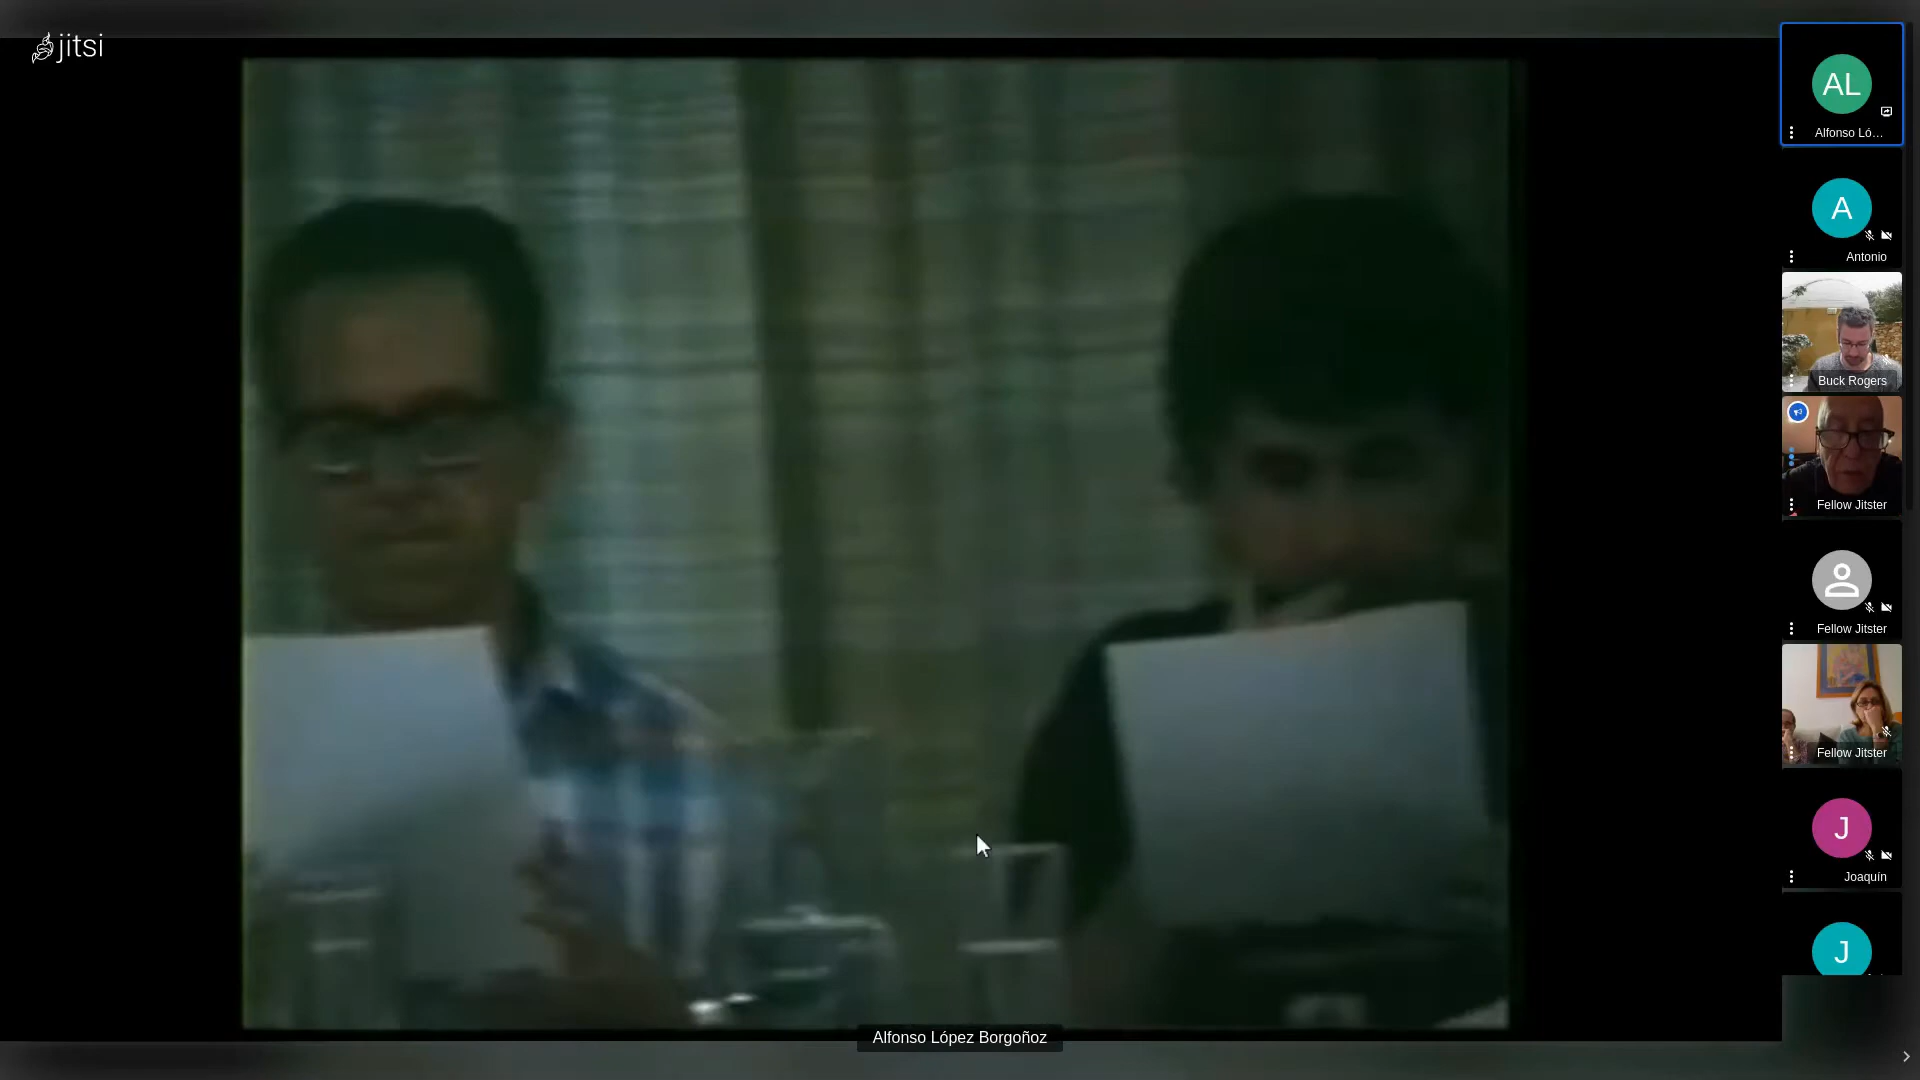 jitsi
AL
Alfonso Ló...
A
Antonio
Buck Rogers
Fellow Jitster
Fellow Jitster
Fellow Jitster
J
Joaquín
J
Alfonso López Borgoñoz